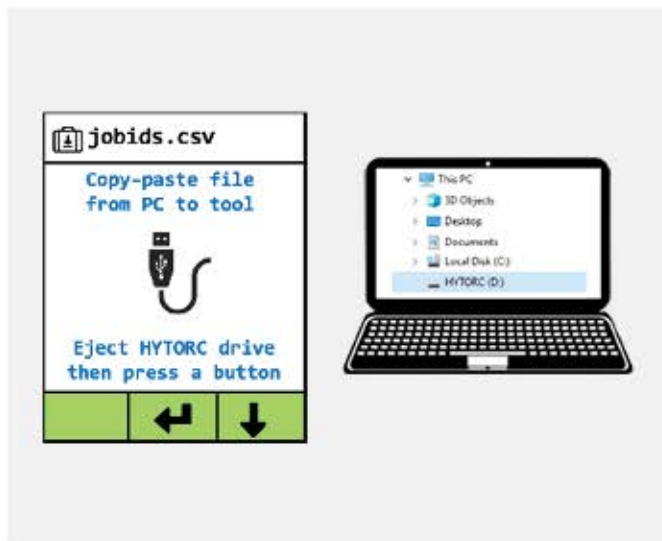 jobids.csv
Copy-paste file
from PC to tool
Eject HYTORC drive
then press a button
This PC
3D Objects
Desktop
Documents
Local Disk (C:)
HYTORC (D:)